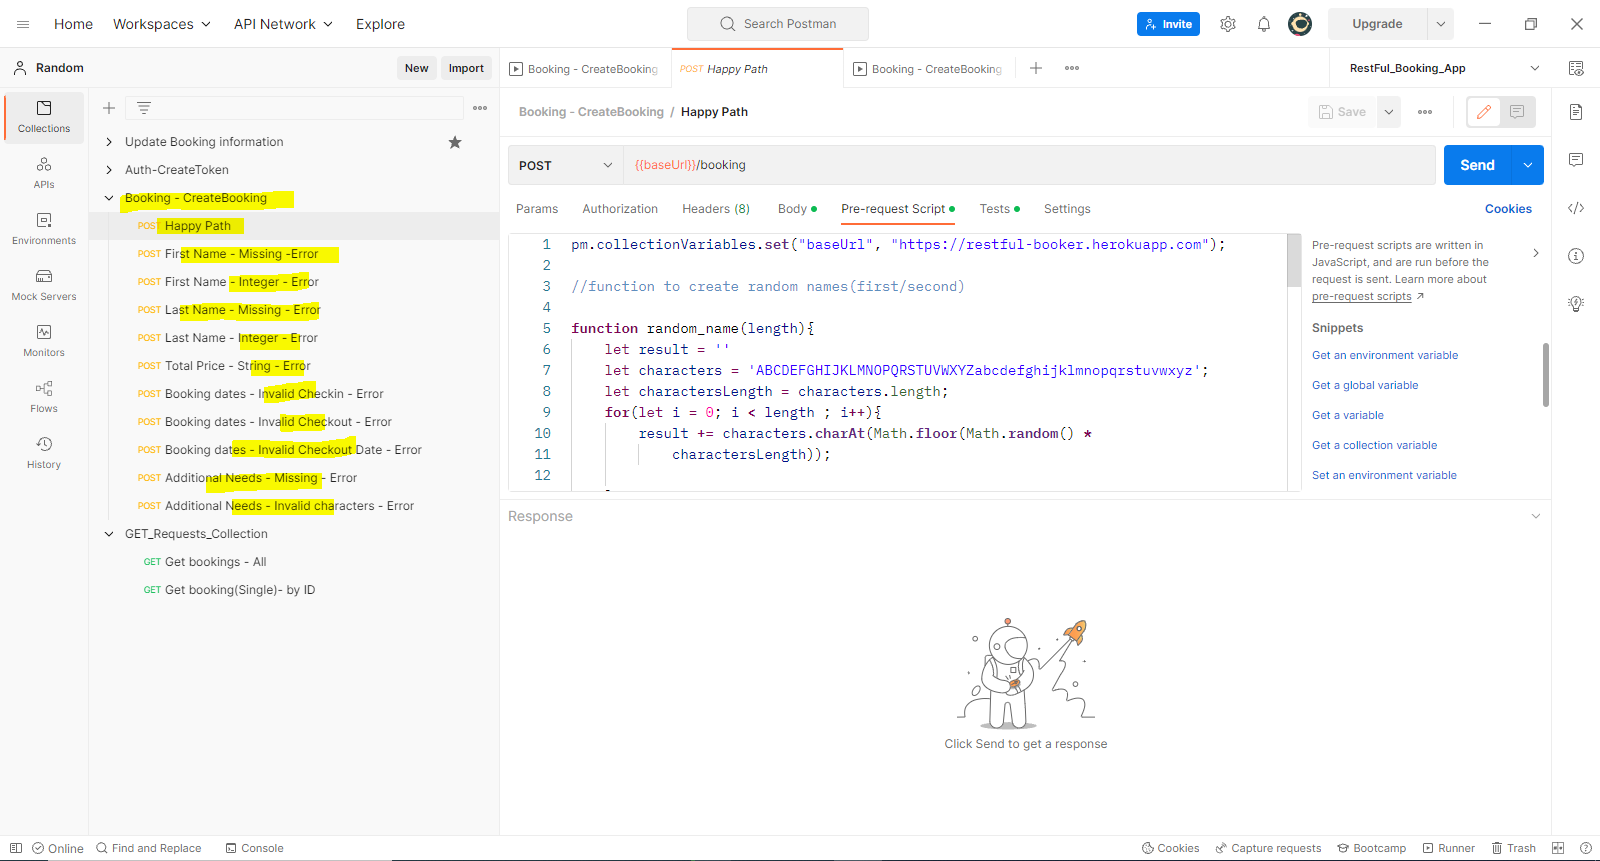 Home Workspaces API Network Explore Search Postman Invite Upgrade
Random New Import Booking - CreateBooking POST Happy Path Booking - CreateBooking RestFul_Booking_App
Collections
APIs
Environments
Mock Servers
Monitors
Flows
History
Update Booking information
Auth-CreateToken
Booking - CreateBooking
POST Happy Path
POST First Name - Missing -Error
POST First Name - Integer - Error
POST Last Name - Missing - Error
POST Last Name - Integer - Error
POST Total Price - String - Error
POST Booking dates - Invalid Checkin - Error
POST Booking dates - Invalid Checkout - Error
POST Booking dates - Invalid Checkout Date - Error
POST Additional Needs - Missing - Error
POST Additional Needs - Invalid characters - Error
GET_Requests_Collection
GET Get bookings - All
GET Get booking(Single)- by ID
Booking - CreateBooking / Happy Path Save
POST {{baseUrl}}/booking Send
Params Authorization Headers (8) Body Pre-request Script Tests Settings Cookies
1 pm.collectionVariables.set("baseUrl", "https://restful-booker.herokuapp.com");
2
3 //function to create random names(first/second)
4
5 function random_name(length){
6 let result = ''
7 let characters = 'ABCDEFGHIJKLMNOPQRSTUVWXYZabcdefghijklmnopqrstuvwxyz';
8 let charactersLength = characters.length;
9 for(let i = 0; i < length ; i++){
10 result += characters.charAt(Math.floor(Math.random() *
11 charactersLength));
12
Pre-request scripts are written in
JavaScript, and are run before the
request is sent. Learn more about
pre-request scripts ↗
Snippets
Get an environment variable
Get a global variable
Get a variable
Get a collection variable
Set an environment variable
Response
Click Send to get a response
Online Find and Replace Console Cookies Capture requests Bootcamp Runner Trash